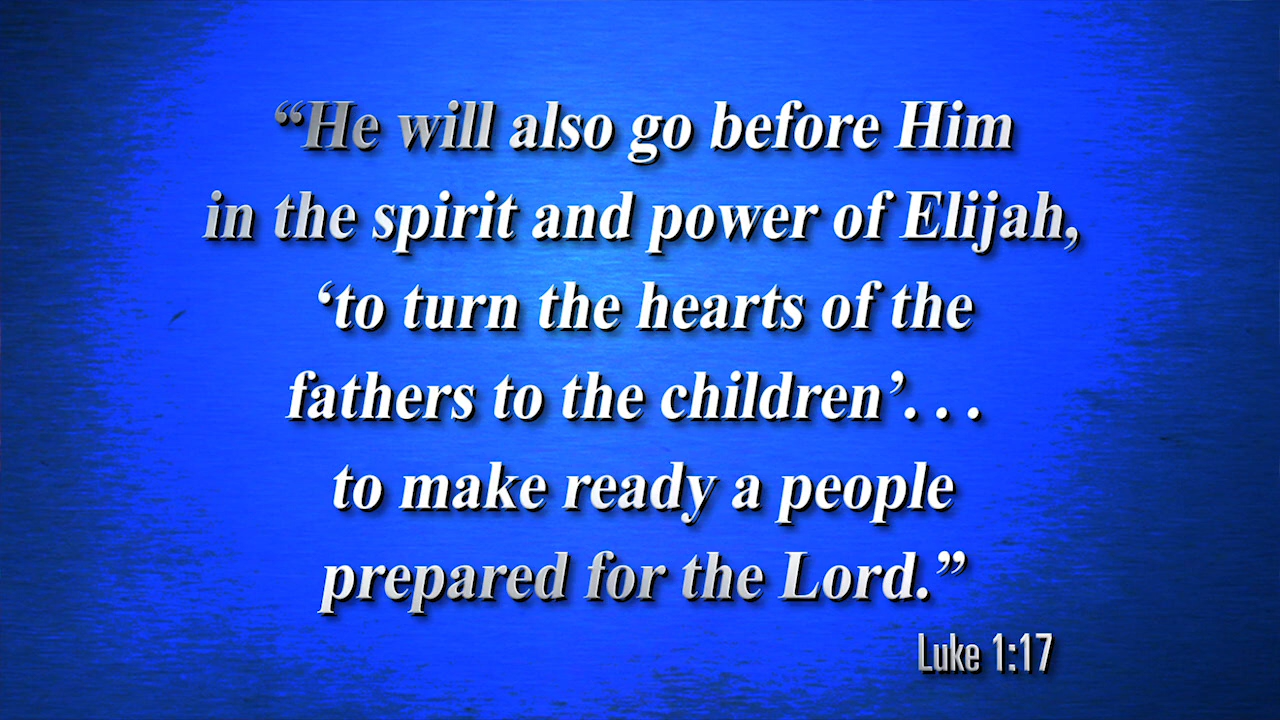 “He will also go before Him
in the spirit and power of Elijah,
‘to turn the hearts of the
fathers to the children’. . .
to make ready a people
prepared for the Lord.”
Luke 1:17